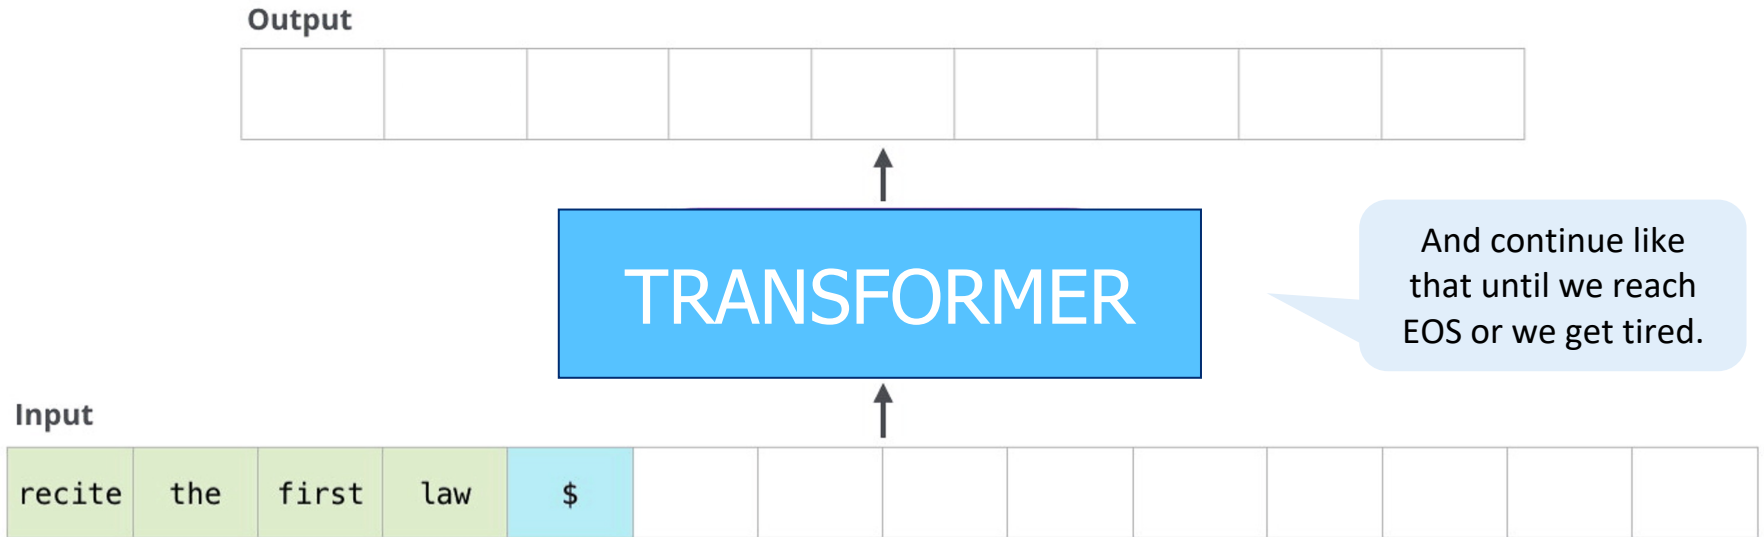 Output
TRANSFORMER
And continue like
that until we reach
EOS or we get tired.
Input
recite the first law $